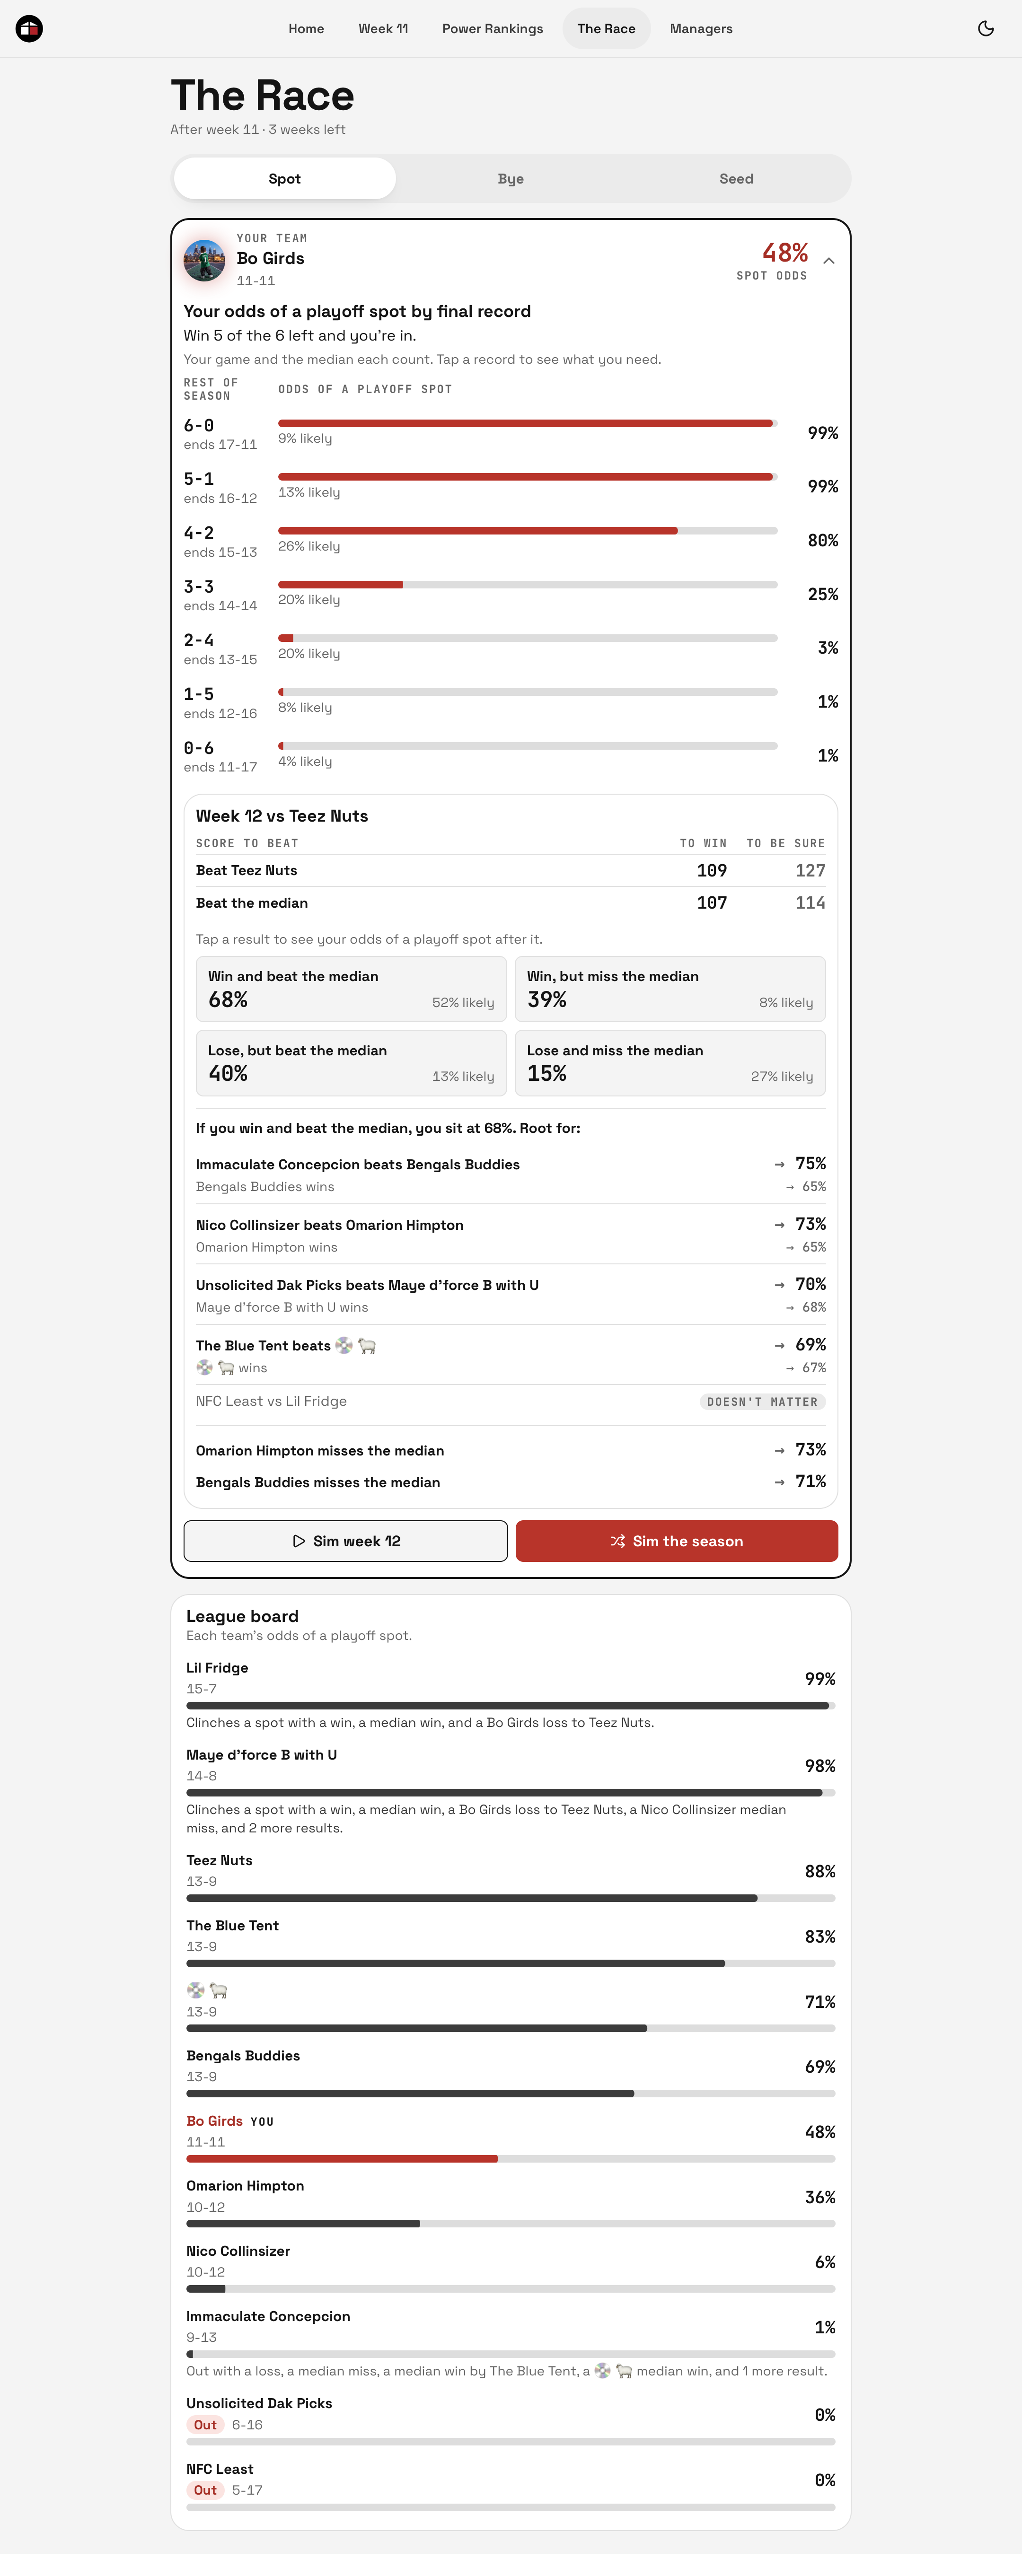 Home Week 11 Power Rankings The Race Managers
The Race
After week 11 · 3 weeks left
Spot Bye Seed
YOUR TEAM
Bo Girds
11-11
48%
SPOT ODDS
Your odds of a playoff spot by final record
Win 5 of the 6 left and you're in.
Your game and the median each count. Tap a record to see what you need.
REST OF SEASON
ODDS OF A PLAYOFF SPOT
6-0
ends 17-11
9% likely
99%
5-1
ends 16-12
13% likely
99%
4-2
ends 15-13
26% likely
80%
3-3
ends 14-14
20% likely
25%
2-4
ends 13-15
20% likely
3%
1-5
ends 12-16
8% likely
1%
0-6
ends 11-17
4% likely
1%
Week 12 vs Teez Nuts
SCORE TO BEAT TO WIN TO BE SURE
Beat Teez Nuts 109 127
Beat the median 107 114
Tap a result to see your odds of a playoff spot after it.
Win and beat the median
68% 52% likely
Win, but miss the median
39% 8% likely
Lose, but beat the median
40% 13% likely
Lose and miss the median
15% 27% likely
If you win and beat the median, you sit at 68%. Root for:
Immaculate Concepcion beats Bengals Buddies → 75%
Bengals Buddies wins → 65%
Nico Collinsizer beats Omarion Himpton → 73%
Omarion Himpton wins → 65%
Unsolicited Dak Picks beats Maye d'force B with U → 70%
Maye d'force B with U wins → 68%
The Blue Tent beats 💿 🐑 → 69%
💿 🐑 wins → 67%
NFC Least vs Lil Fridge DOESN'T MATTER
Omarion Himpton misses the median → 73%
Bengals Buddies misses the median → 71%
Sim week 12 Sim the season
League board
Each team's odds of a playoff spot.
Lil Fridge
15-7
99%
Clinches a spot with a win, a median win, and a Bo Girds loss to Teez Nuts.
Maye d'force B with U
14-8
98%
Clinches a spot with a win, a median win, a Bo Girds loss to Teez Nuts, a Nico Collinsizer median
miss, and 2 more results.
Teez Nuts
13-9
88%
The Blue Tent
13-9
83%
💿 🐑
13-9
71%
Bengals Buddies
13-9
69%
Bo Girds YOU
11-11
48%
Omarion Himpton
10-12
36%
Nico Collinsizer
10-12
6%
Immaculate Concepcion
9-13
1%
Out with a loss, a median miss, a median win by The Blue Tent, a 💿 🐑 median win, and 1 more result.
Unsolicited Dak Picks
Out 6-16
0%
NFC Least
Out 5-17
0%